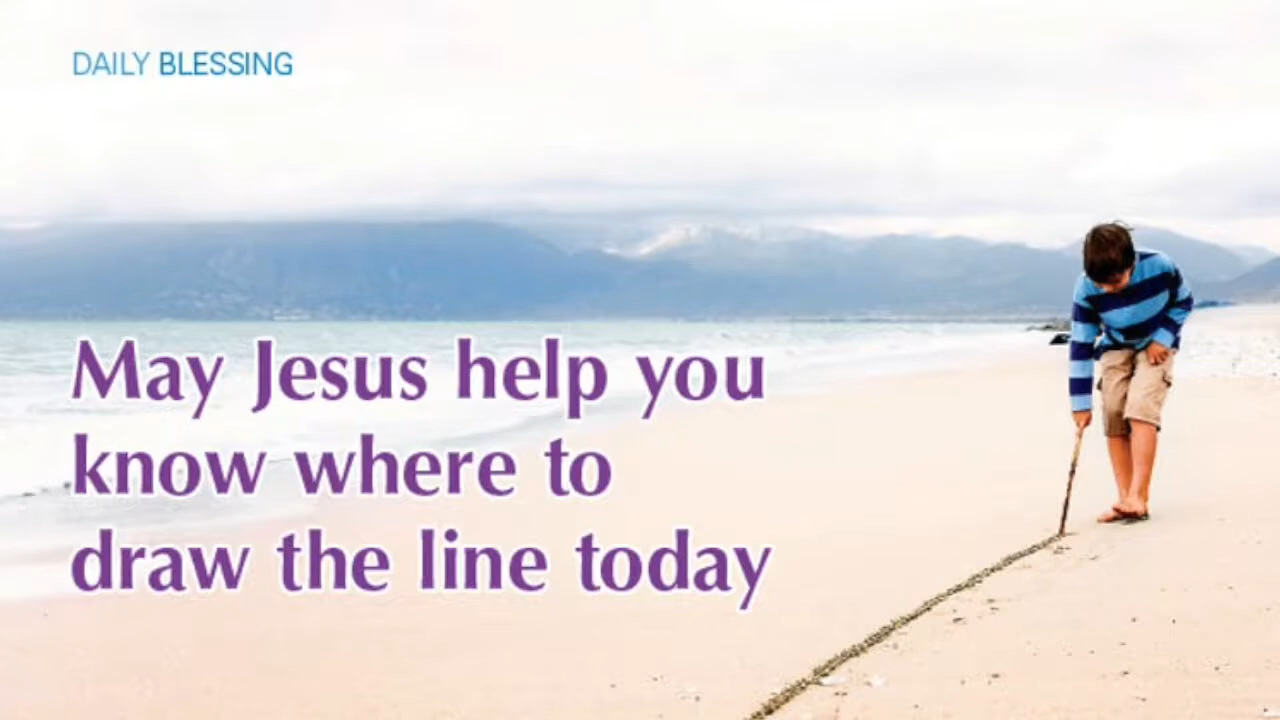 DAILY BLESSING
May Jesus help you
know where to
draw the line today